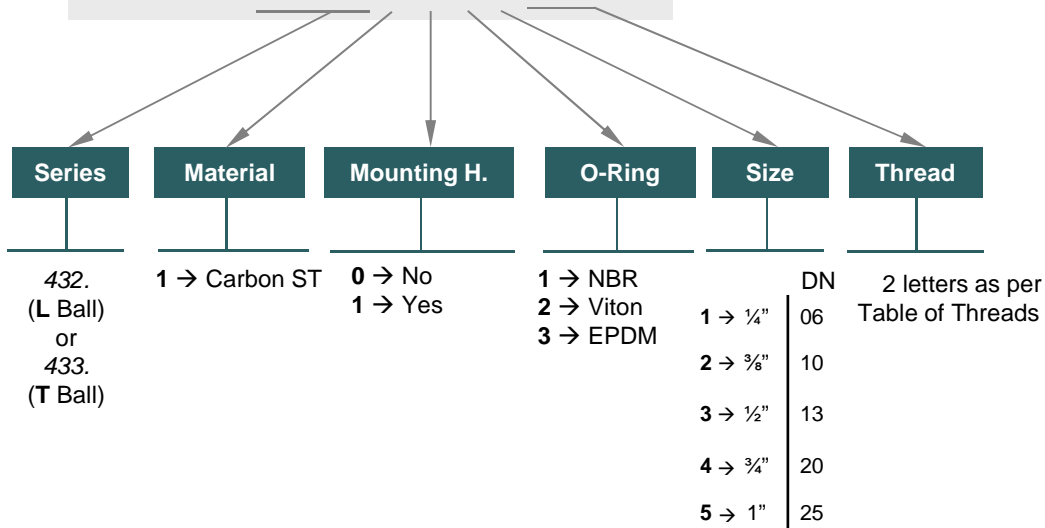 Series
Material
Mounting H.
O-Ring
Size
Thread
432.
(L Ball)
or
433.
(T Ball)
1 → Carbon ST
0 → No
1 → Yes
1 → NBR
2 → Viton
3 → EPDM
DN
1 → ¼” 06
2 → ⅜” 10
3 → ½” 13
4 → ¾” 20
5 → 1” 25
2 letters as per
Table of Threads